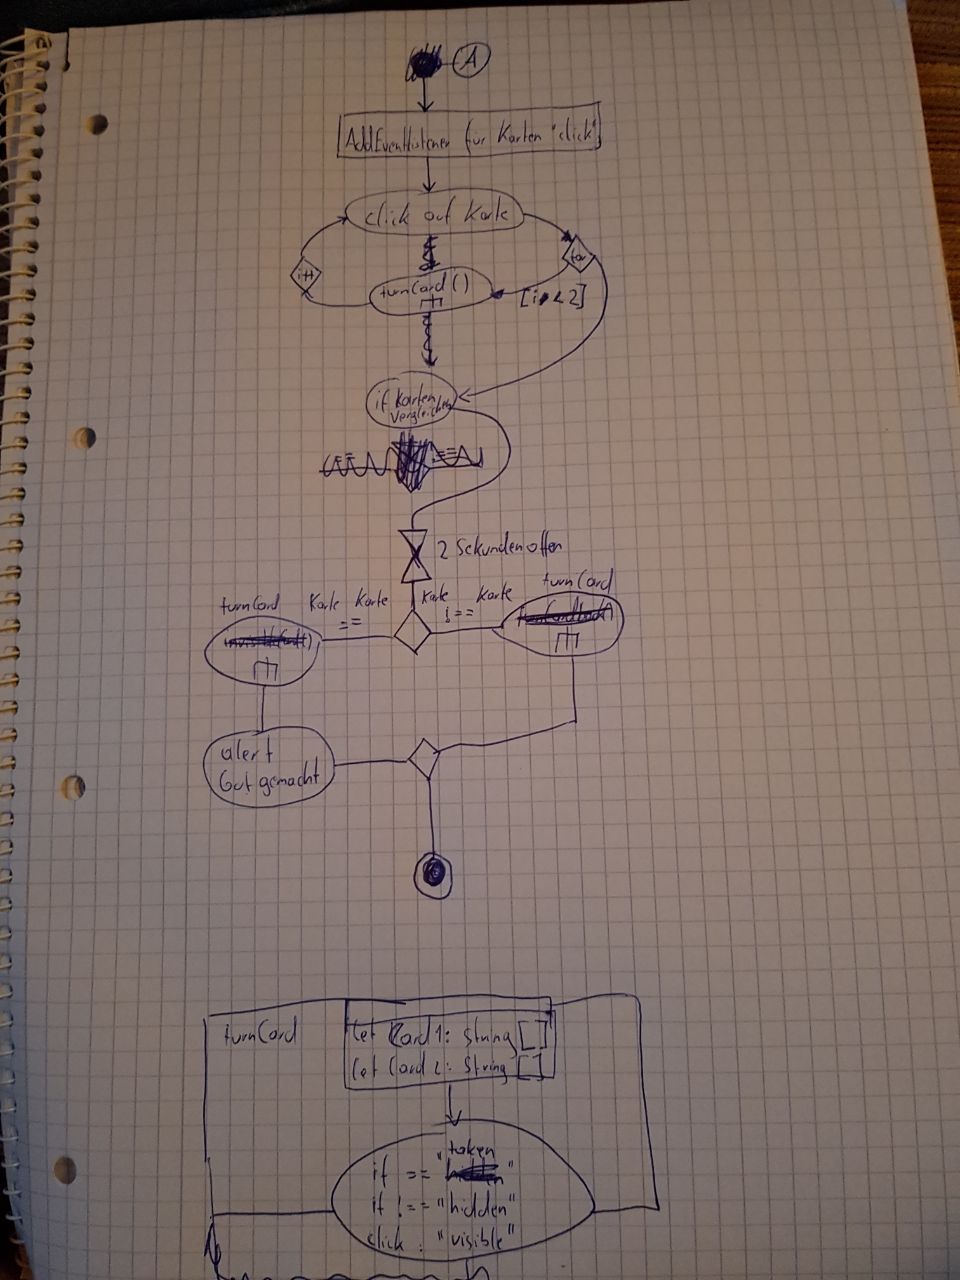 A
AddEventlistener für Karten "click"
click auf Karte
for
i++
turnCard()
[i < 2]
if Karten
vergleichen
2 Sekunden offen
turnCard
turnCard
Karte == Karte
Karte !== Karte
alert
Gut gemacht
turnCard
let Card 1: String []
let Card 2: String []
if == "token"
if !== "hidden"
click : "visible"